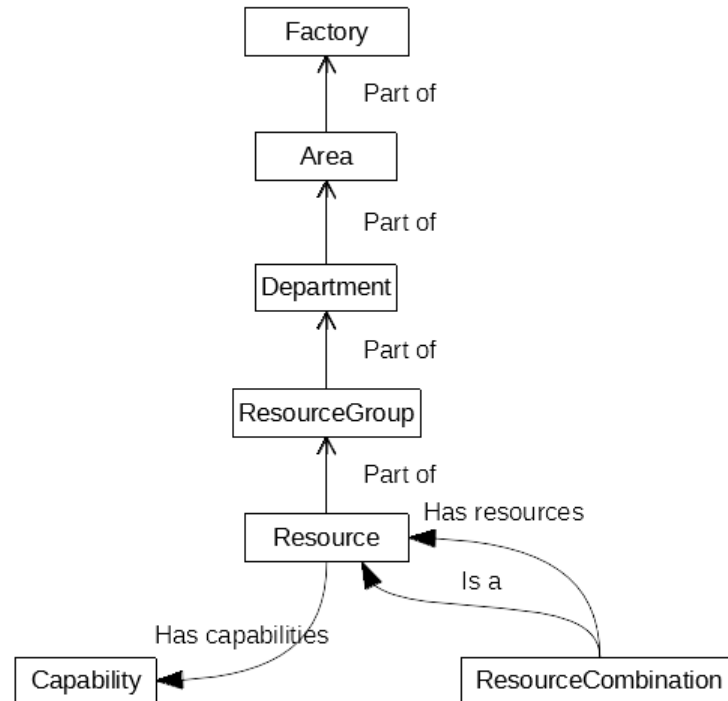 Factory
Part of
Area
Part of
Department
Part of
ResourceGroup
Part of
Has resources
Resource
Is a
Has capabilities
Capability
ResourceCombination